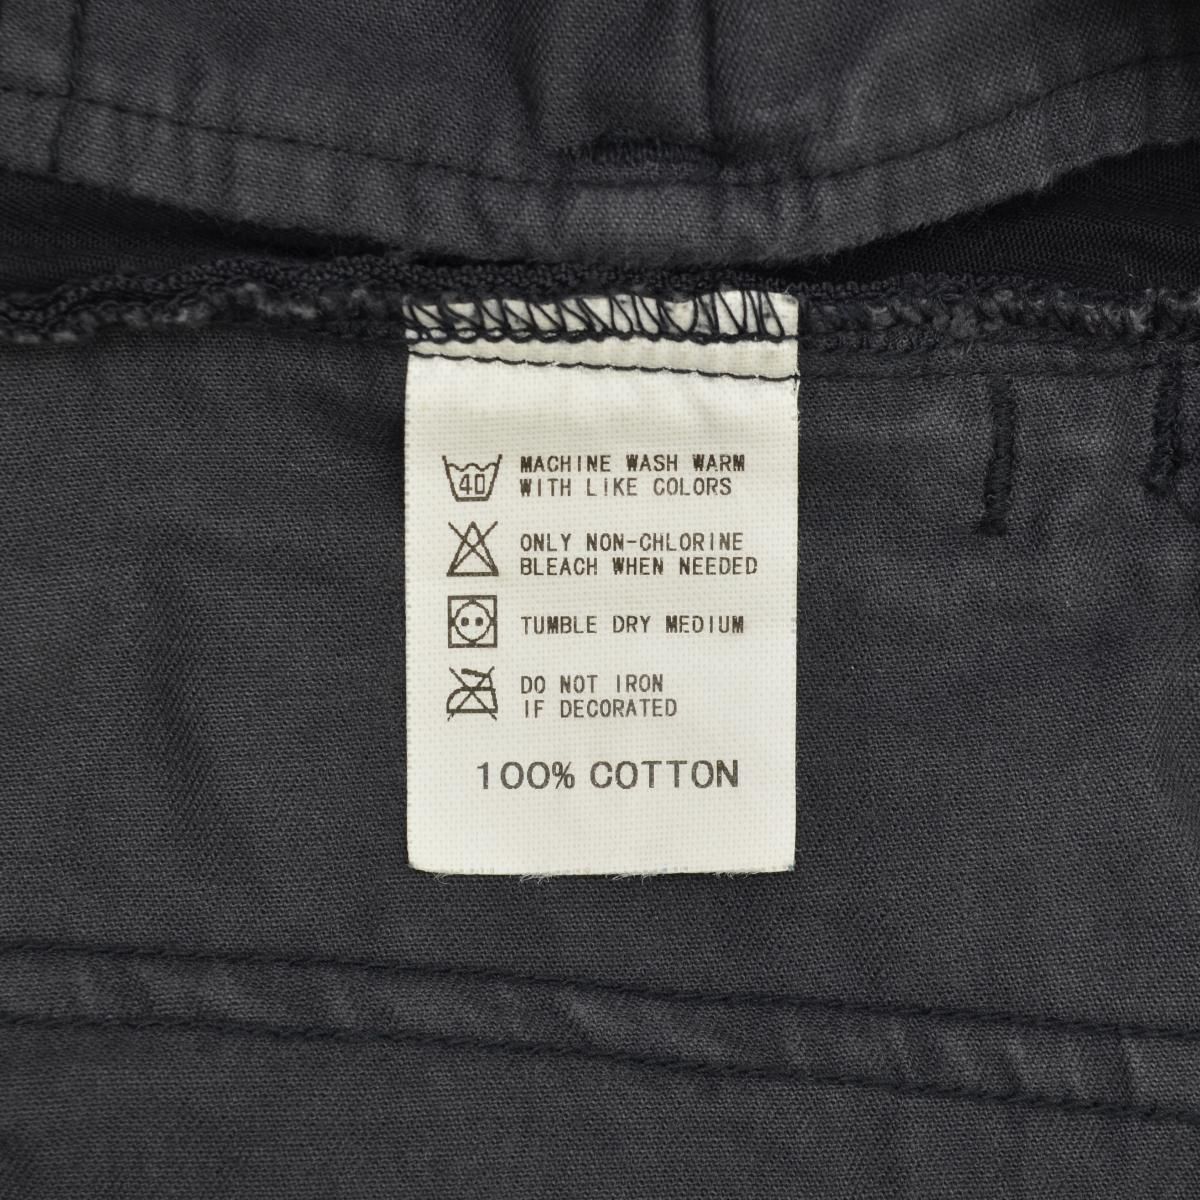 40 MACHINE WASH WARM
WITH LIKE COLORS
ONLY NON-CHLORINE
BLEACH WHEN NEEDED
TUMBLE DRY MEDIUM
DO NOT IRON
IF DECORATED
100% COTTON